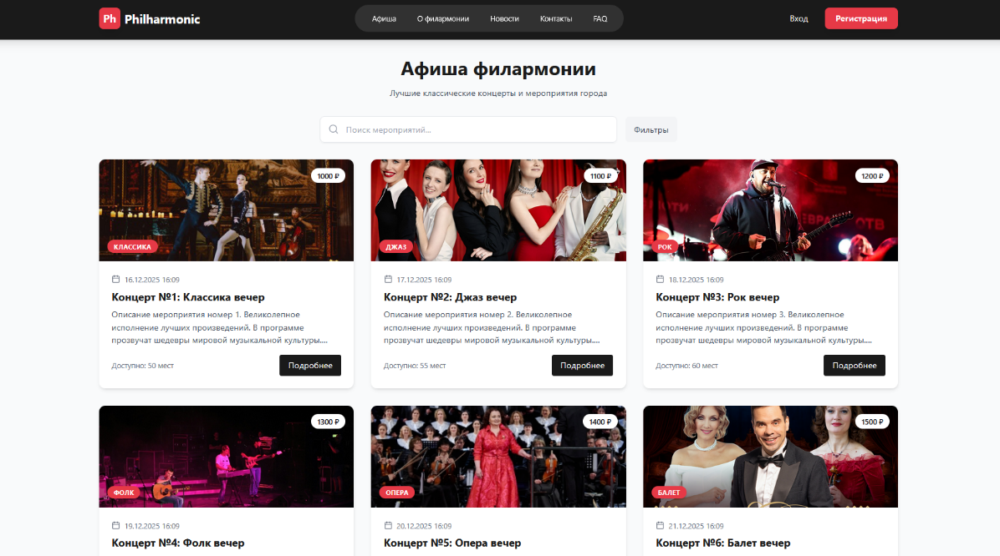 Ph Philharmonic
Афиша О филармонии Новости Контакты FAQ
Вход Регистрация
Афиша филармонии
Лучшие классические концерты и мероприятия города
Поиск мероприятий...
Фильтры
1000 ₽
КЛАССИКА
16.12.2025 16:09
Концерт №1: Классика вечер
Описание мероприятия номер 1. Великолепное
исполнение лучших произведений. В программе
прозвучат шедевры мировой музыкальной культуры....
Доступно: 50 мест
Подробнее
1100 ₽
ДЖАЗ
17.12.2025 16:09
Концерт №2: Джаз вечер
Описание мероприятия номер 2. Великолепное
исполнение лучших произведений. В программе
прозвучат шедевры мировой музыкальной культуры....
Доступно: 55 мест
Подробнее
1200 ₽
РОК
18.12.2025 16:09
Концерт №3: Рок вечер
Описание мероприятия номер 3. Великолепное
исполнение лучших произведений. В программе
прозвучат шедевры мировой музыкальной культуры....
Доступно: 60 мест
Подробнее
1300 ₽
ФОЛК
19.12.2025 16:09
Концерт №4: Фолк вечер
1400 ₽
ОПЕРА
20.12.2025 16:09
Концерт №5: Опера вечер
1500 ₽
БАЛЕТ
21.12.2025 16:09
Концерт №6: Балет вечер